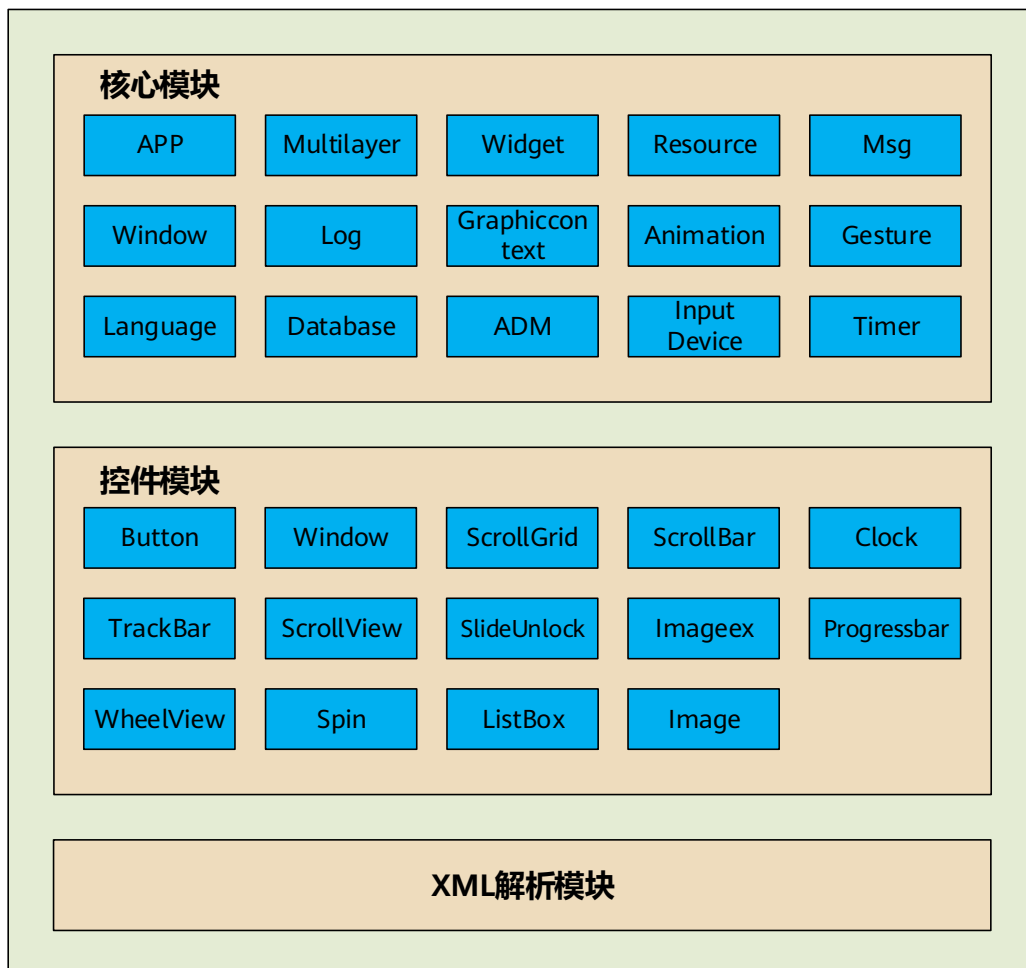 核心模块
APP
Multilayer
Widget
Resource
Msg
Window
Log
Graphiccon
text
Animation
Gesture
Language
Database
ADM
Input
Device
Timer
控件模块
Button
Window
ScrollGrid
ScrollBar
Clock
TrackBar
ScrollView
SlideUnlock
Imageex
Progressbar
WheelView
Spin
ListBox
Image
XML解析模块